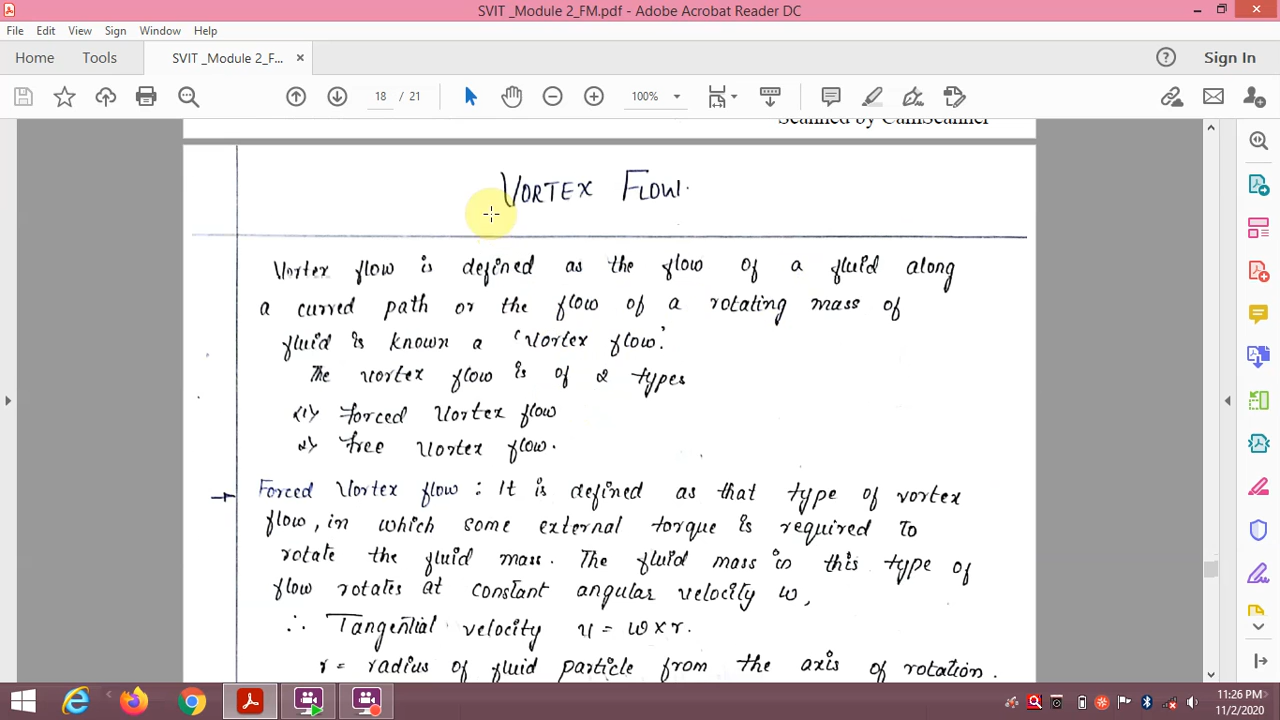 SVIT _Module 2_FM.pdf - Adobe Acrobat Reader DC
File Edit View Sign Window Help
Home Tools SVIT _Module 2_F... × Sign In
18 / 21 100%
Scanned by CamScanner
VORTEX FLOW.
Vortex flow is defined as the flow of a fluid along
a curved path or the flow of a rotating mass of
fluid is known a 'Vortex flow'.
The vortex flow is of 2 types
(1) Forced Vortex flow
(2) Free Vortex flow.
→ Forced Vortex flow : It is defined as that type of vortex
flow, in which some external torque is required to
rotate the fluid mass. The fluid mass in this type of
flow rotates at constant angular velocity ω,
∴ Tangential velocity v = ω×r.
r = radius of fluid particle from the axis of rotation.
11:26 PM
11/2/2020